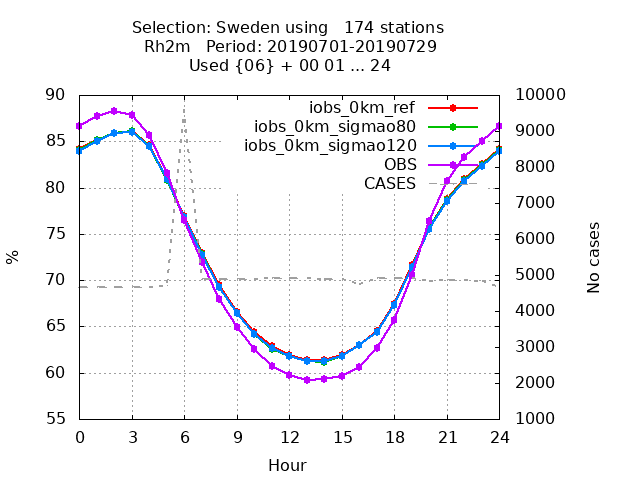 Selection: Sweden using   174 stations
Rh2m   Period: 20190701-20190729
Used {06} + 00 01 ... 24
iobs_0km_ref
iobs_0km_sigmao80
iobs_0km_sigmao120
OBS
CASES
90
85
80
75
70
65
60
55
%
10000
9000
8000
7000
6000
5000
4000
3000
2000
1000
No cases
0 3 6 9 12 15 18 21 24
Hour